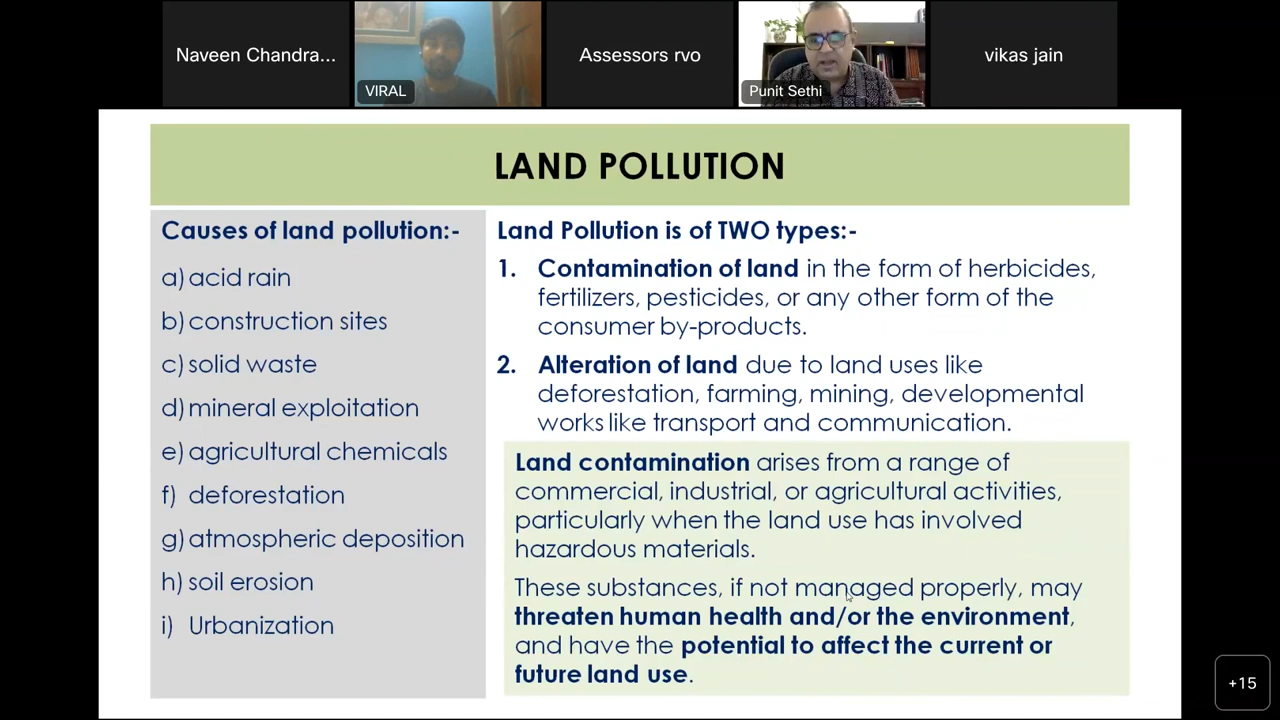 Naveen Chandra...
VIRAL
Assessors rvo
Punit Sethi
vikas jain
LAND POLLUTION
Causes of land pollution:-
a) acid rain
b) construction sites
c) solid waste
d) mineral exploitation
e) agricultural chemicals
f) deforestation
g) atmospheric deposition
h) soil erosion
i) Urbanization
Land Pollution is of TWO types:-
1. Contamination of land in the form of herbicides,
fertilizers, pesticides, or any other form of the
consumer by-products.
2. Alteration of land due to land uses like
deforestation, farming, mining, developmental
works like transport and communication.
Land contamination arises from a range of
commercial, industrial, or agricultural activities,
particularly when the land use has involved
hazardous materials.
These substances, if not managed properly, may
threaten human health and/or the environment,
and have the potential to affect the current or
future land use.
+15